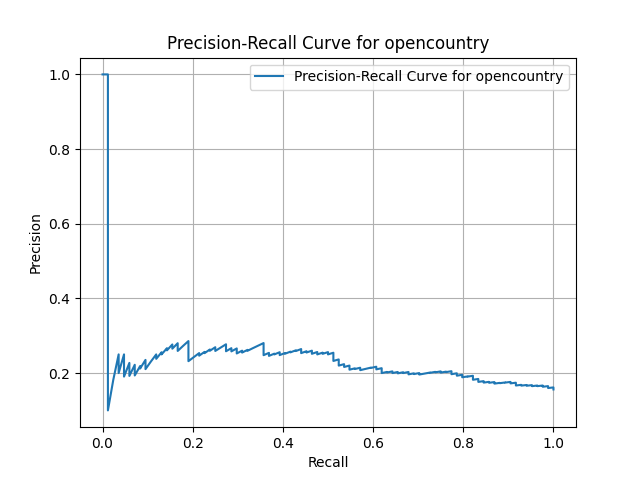 Precision-Recall Curve for opencountry
Precision-Recall Curve for opencountry
1.0
0.8
0.6
0.4
0.2
Precision
0.0 0.2 0.4 0.6 0.8 1.0
Recall